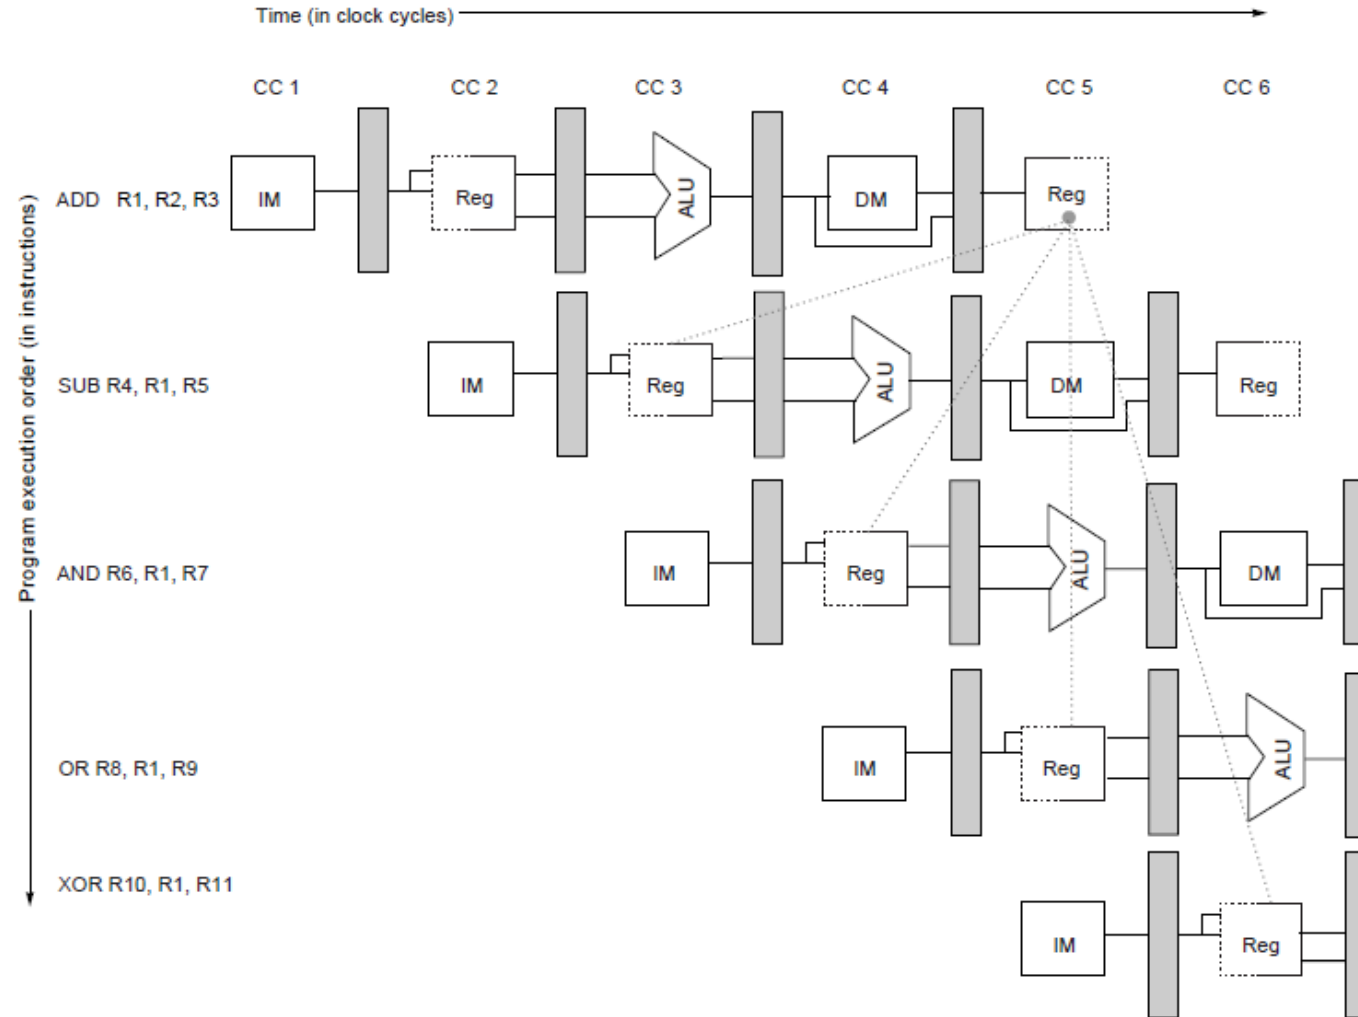 Time (in clock cycles)
CC 1 CC 2 CC 3 CC 4 CC 5 CC 6
Program execution order (in instructions)
ADD R1, R2, R3 IM Reg ALU DM Reg
SUB R4, R1, R5 IM Reg ALU DM Reg
AND R6, R1, R7 IM Reg ALU DM
OR R8, R1, R9 IM Reg ALU
XOR R10, R1, R11
IM Reg